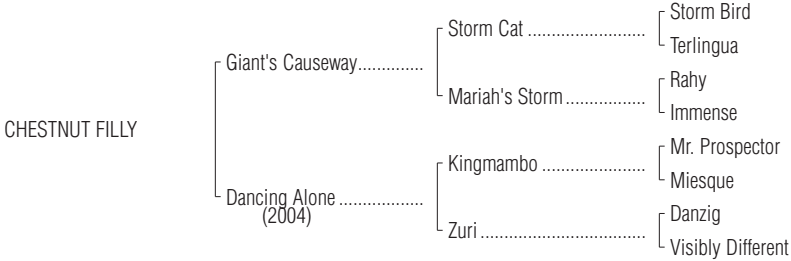 Storm Bird
Storm Cat ..........................
Terlingua
Giant's Causeway...............
Rahy
Mariah's Storm..................
Immense
CHESTNUT FILLY
Mr. Prospector
Kingmambo .......................
Miesque
Dancing Alone ...................
(2004)
Danzig
Zuri .....................................
Visibly Different